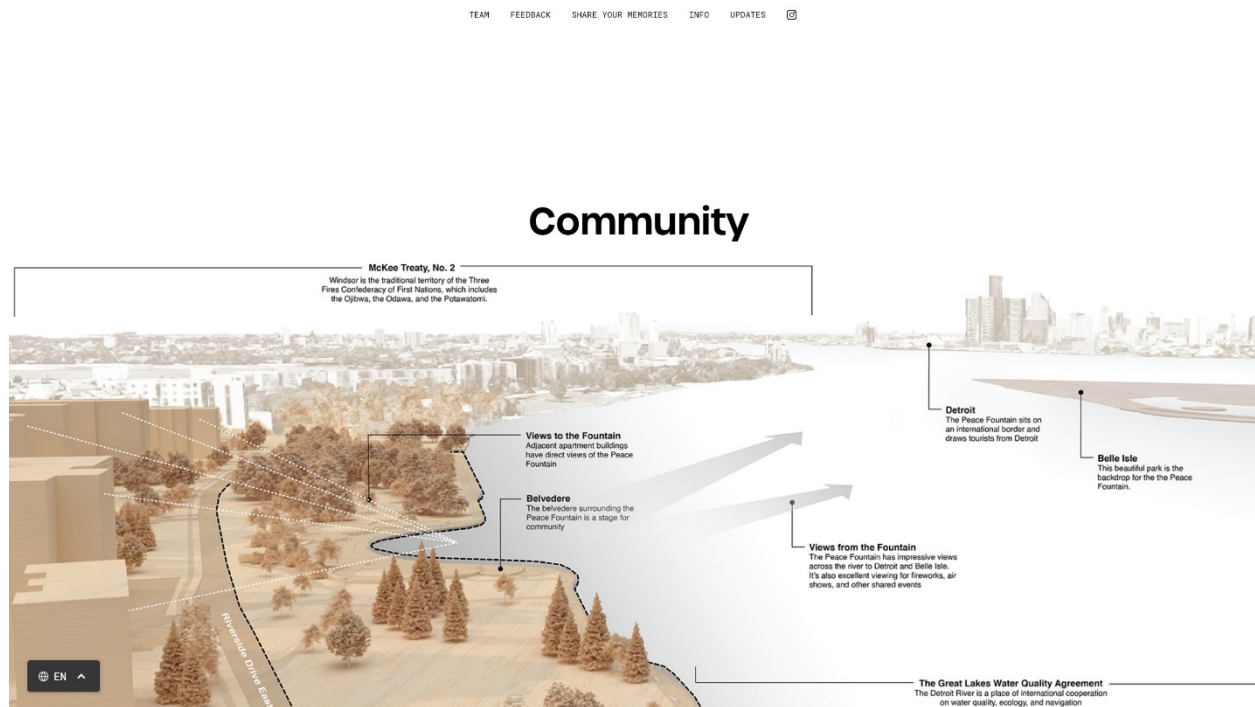 TEAM FEEDBACK SHARE YOUR MEMORIES INFO UPDATES
Community
McKee Treaty, No. 2
Windsor is the traditional territory of the Three
Fires Confederacy of First Nations, which includes
the Ojibwa, the Odawa, and the Potawatomi.
Detroit
The Peace Fountain sits on
an international border and
draws tourists from Detroit
Views to the Fountain
Adjacent apartment buildings
have direct views of the Peace
Fountain
Belle Isle
This beautiful park is the
backdrop for the the Peace
Fountain.
Belvedere
The belvedere surrounding the
Peace Fountain is a stage for
community
Views from the Fountain
The Peace Fountain has impressive views
across the river to Detroit and Belle Isle.
It's also excellent viewing for fireworks, air
shows, and other shared events
Riverside Drive East
EN
The Great Lakes Water Quality Agreement
The Detroit River is a place of international cooperation
on water quality, ecology, and navigation